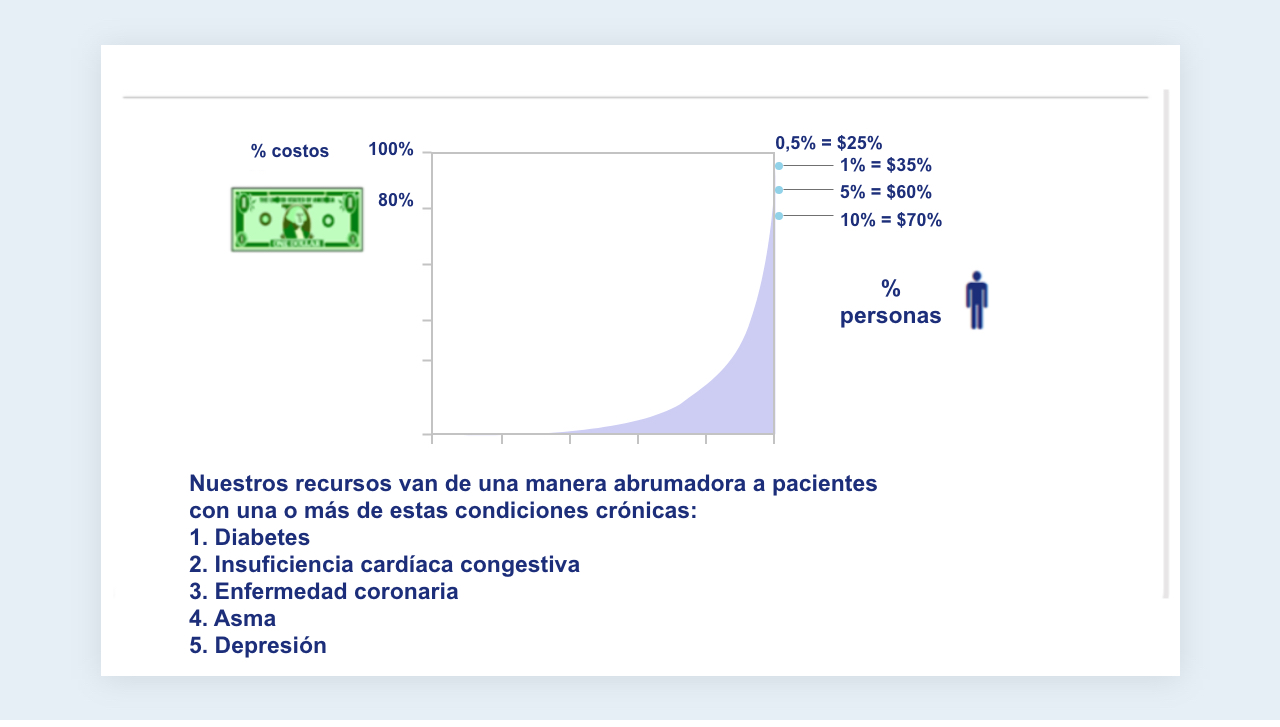 % costos
100%
80%
0,5% = $25%
1% = $35%
5% = $60%
10% = $70%
%
personas
ONE DOLLAR
Nuestros recursos van de una manera abrumadora a pacientes
con una o más de estas condiciones crónicas:
1. Diabetes
2. Insuficiencia cardíaca congestiva
3. Enfermedad coronaria
4. Asma
5. Depresión